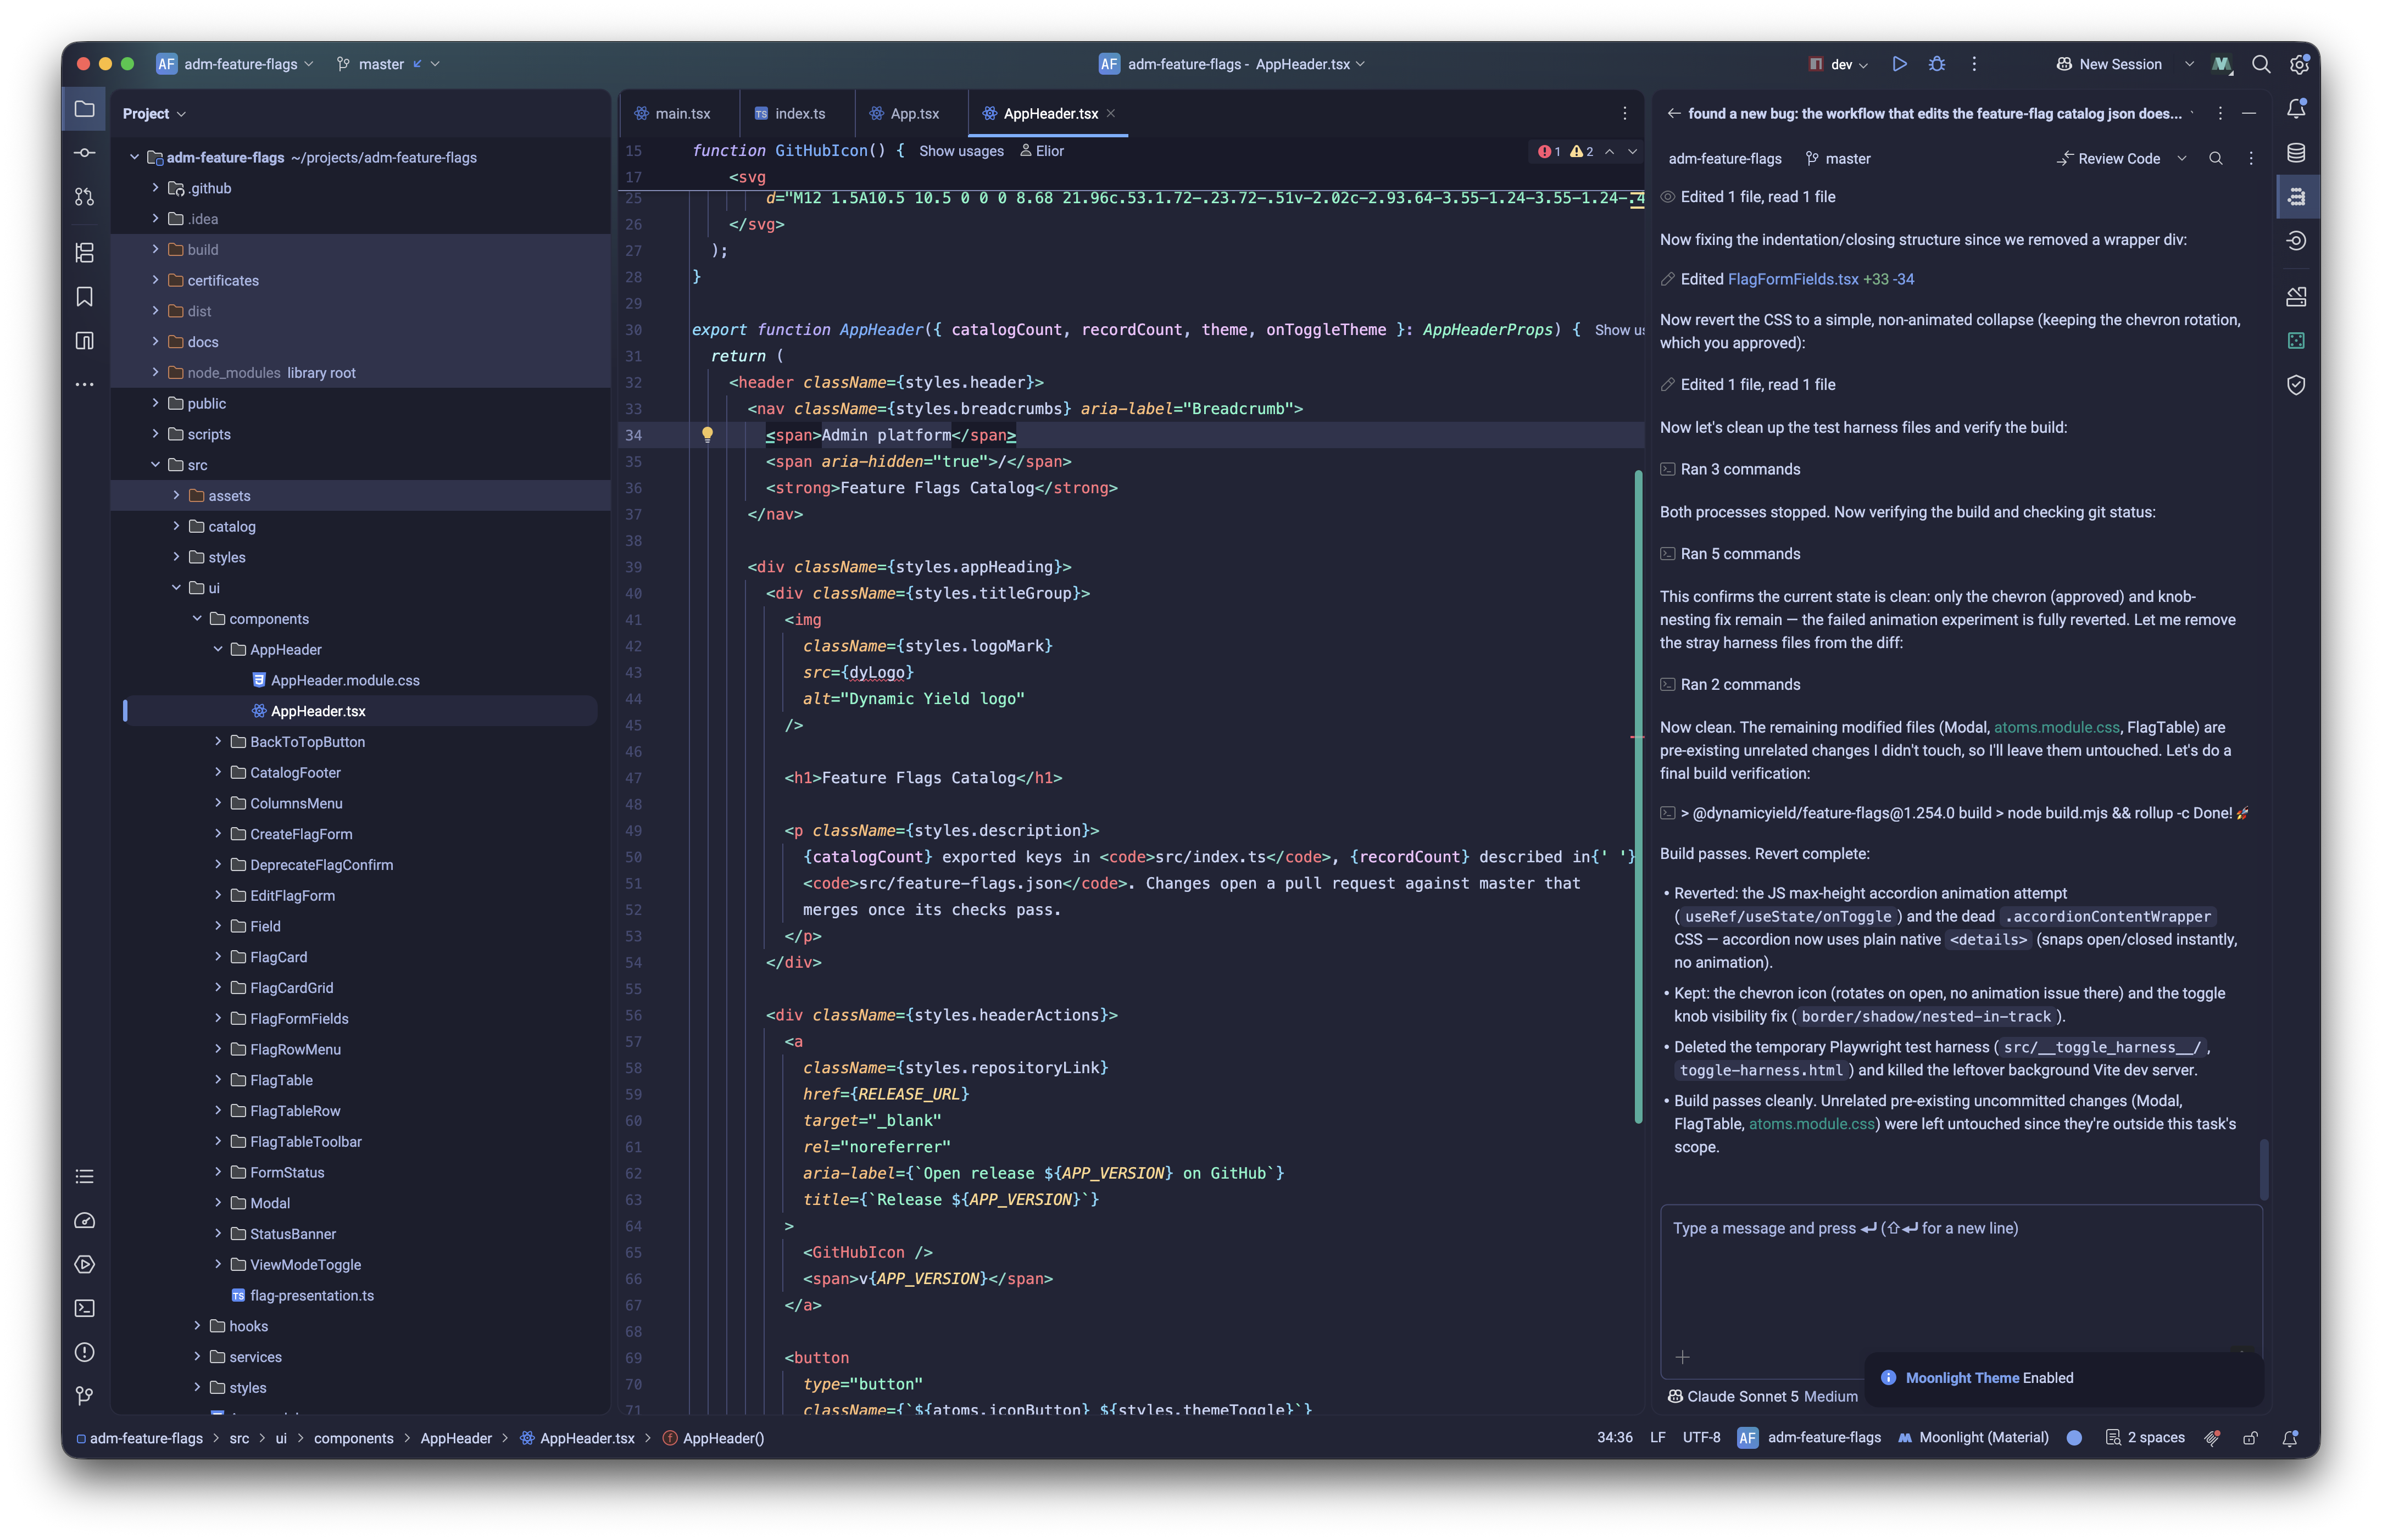 AF adm-feature-flags master
AF adm-feature-flags - AppHeader.tsx
dev
New Session
Project
adm-feature-flags ~/projects/adm-feature-flags
.github
.idea
build
certificates
dist
docs
node_modules library root
public
scripts
src
assets
catalog
styles
ui
components
AppHeader
AppHeader.module.css
AppHeader.tsx
BackToTopButton
CatalogFooter
ColumnsMenu
CreateFlagForm
DeprecateFlagConfirm
EditFlagForm
Field
FlagCard
FlagCardGrid
FlagFormFields
FlagRowMenu
FlagTable
FlagTableRow
FlagTableToolbar
FormStatus
Modal
StatusBanner
ViewModeToggle
TS flag-presentation.ts
hooks
services
styles
main.tsx
TS index.ts
App.tsx
AppHeader.tsx
1 2
15 function GitHubIcon() { Show usages Elior
17 <svg
25 d="M12 1.5A10.5 10.5 0 0 0 8.68 21.96c.53.1.72-.23.72-.51v-2.02c-2.93.64-3.55-1.24-3.55-1.24-.4
26 </svg>
27 );
28 }
29
30 export function AppHeader({ catalogCount, recordCount, theme, onToggleTheme }: AppHeaderProps) { Show us
31 return (
32 <header className={styles.header}>
33 <nav className={styles.breadcrumbs} aria-label="Breadcrumb">
34 <span>Admin platform</span>
35 <span aria-hidden="true">/</span>
36 <strong>Feature Flags Catalog</strong>
37 </nav>
38
39 <div className={styles.appHeading}>
40 <div className={styles.titleGroup}>
41 <img
42 className={styles.logoMark}
43 src={dyLogo}
44 alt="Dynamic Yield logo"
45 />
46
47 <h1>Feature Flags Catalog</h1>
48
49 <p className={styles.description}>
50 {catalogCount} exported keys in <code>src/index.ts</code>, {recordCount} described in{' '}
51 <code>src/feature-flags.json</code>. Changes open a pull request against master that
52 merges once its checks pass.
53 </p>
54 </div>
55
56 <div className={styles.headerActions}>
57 <a
58 className={styles.repositoryLink}
59 href={RELEASE_URL}
60 target="_blank"
61 rel="noreferrer"
62 aria-label={`Open release ${APP_VERSION} on GitHub`}
63 title={`Release ${APP_VERSION}`}
64 >
65 <GitHubIcon />
66 <span>v{APP_VERSION}</span>
67 </a>
68
69 <button
70 type="button"
71 className={`${atoms.iconButton} ${styles.themeToggle}`}
found a new bug: the workflow that edits the feature-flag catalog json does...
adm-feature-flags master
Review Code
Edited 1 file, read 1 file
Now fixing the indentation/closing structure since we removed a wrapper div:
Edited FlagFormFields.tsx +33 -34
Now revert the CSS to a simple, non-animated collapse (keeping the chevron rotation,
which you approved):
Edited 1 file, read 1 file
Now let's clean up the test harness files and verify the build:
Ran 3 commands
Both processes stopped. Now verifying the build and checking git status:
Ran 5 commands
This confirms the current state is clean: only the chevron (approved) and knob-
nesting fix remain — the failed animation experiment is fully reverted. Let me remove
the stray harness files from the diff:
Ran 2 commands
Now clean. The remaining modified files (Modal, atoms.module.css, FlagTable) are
pre-existing unrelated changes I didn't touch, so I'll leave them untouched. Let's do a
final build verification:
> @dynamicyield/feature-flags@1.254.0 build > node build.mjs && rollup -c Done! 🚀
Build passes. Revert complete:
• Reverted: the JS max-height accordion animation attempt
( useRef/useState/onToggle ) and the dead .accordionContentWrapper
CSS — accordion now uses plain native <details> (snaps open/closed instantly,
no animation).
• Kept: the chevron icon (rotates on open, no animation issue there) and the toggle
knob visibility fix ( border/shadow/nested-in-track ).
• Deleted the temporary Playwright test harness ( src/__toggle_harness__/ ,
toggle-harness.html ) and killed the leftover background Vite dev server.
• Build passes cleanly. Unrelated pre-existing uncommitted changes (Modal,
FlagTable, atoms.module.css) were left untouched since they're outside this task's
scope.
Type a message and press ↵ (⇧↵ for a new line)
Claude Sonnet 5 Medium
Moonlight Theme Enabled
adm-feature-flags > src > ui > components > AppHeader > AppHeader.tsx > f AppHeader()
34:36 LF UTF-8 AF adm-feature-flags Moonlight (Material) 2 spaces